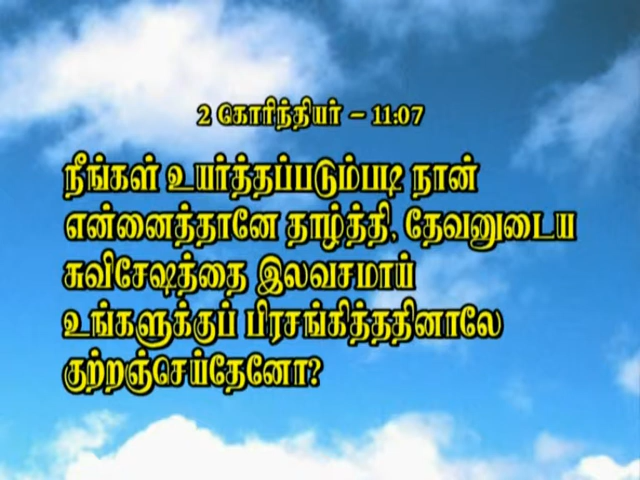 2 கோரிந்தியர் – 11:07
நீங்கள் உயர்த்தப்படும்படி நான்
என்னைத்தானே தாழ்த்தி, தேவனுடைய
சுவிசேஷத்தை இலவசமாய்
உங்களுக்குப் பிரசங்கித்ததினாலே
குற்றஞ்செய்தேனோ?